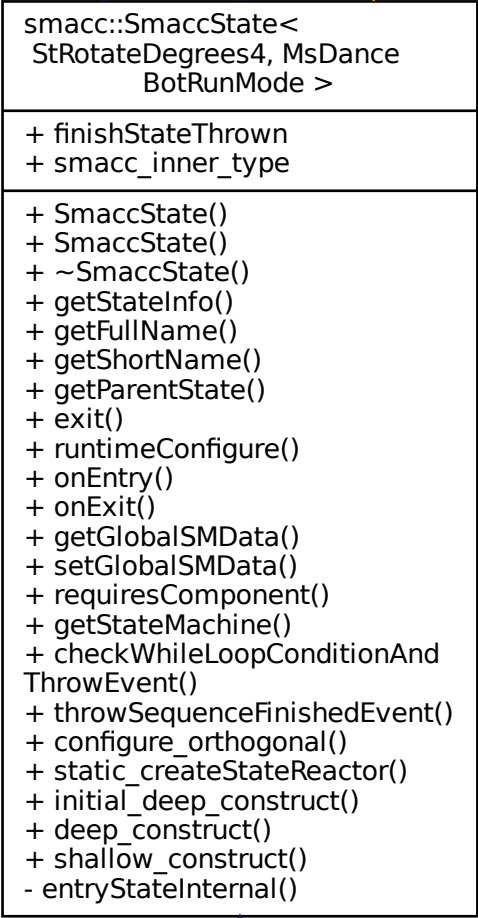 smacc::SmaccState<
StRotateDegrees4, MsDance
BotRunMode >
+ finishStateThrown
+ smacc_inner_type
+ SmaccState()
+ SmaccState()
+ ~SmaccState()
+ getStateInfo()
+ getFullName()
+ getShortName()
+ getParentState()
+ exit()
+ runtimeConfigure()
+ onEntry()
+ onExit()
+ getGlobalSMData()
+ setGlobalSMData()
+ requiresComponent()
+ getStateMachine()
+ checkWhileLoopConditionAnd
ThrowEvent()
+ throwSequenceFinishedEvent()
+ configure_orthogonal()
+ static_createStateReactor()
+ initial_deep_construct()
+ deep_construct()
+ shallow_construct()
- entryStateInternal()